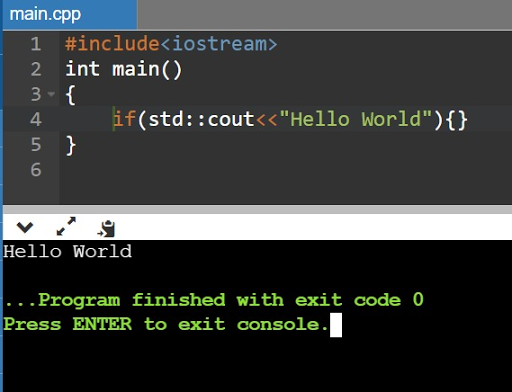 main.cpp
1 #include<iostream>
2 int main()
3 {
4     if(std::cout<<"Hello World"){}
5 }
6
Hello World
...Program finished with exit code 0
Press ENTER to exit console.